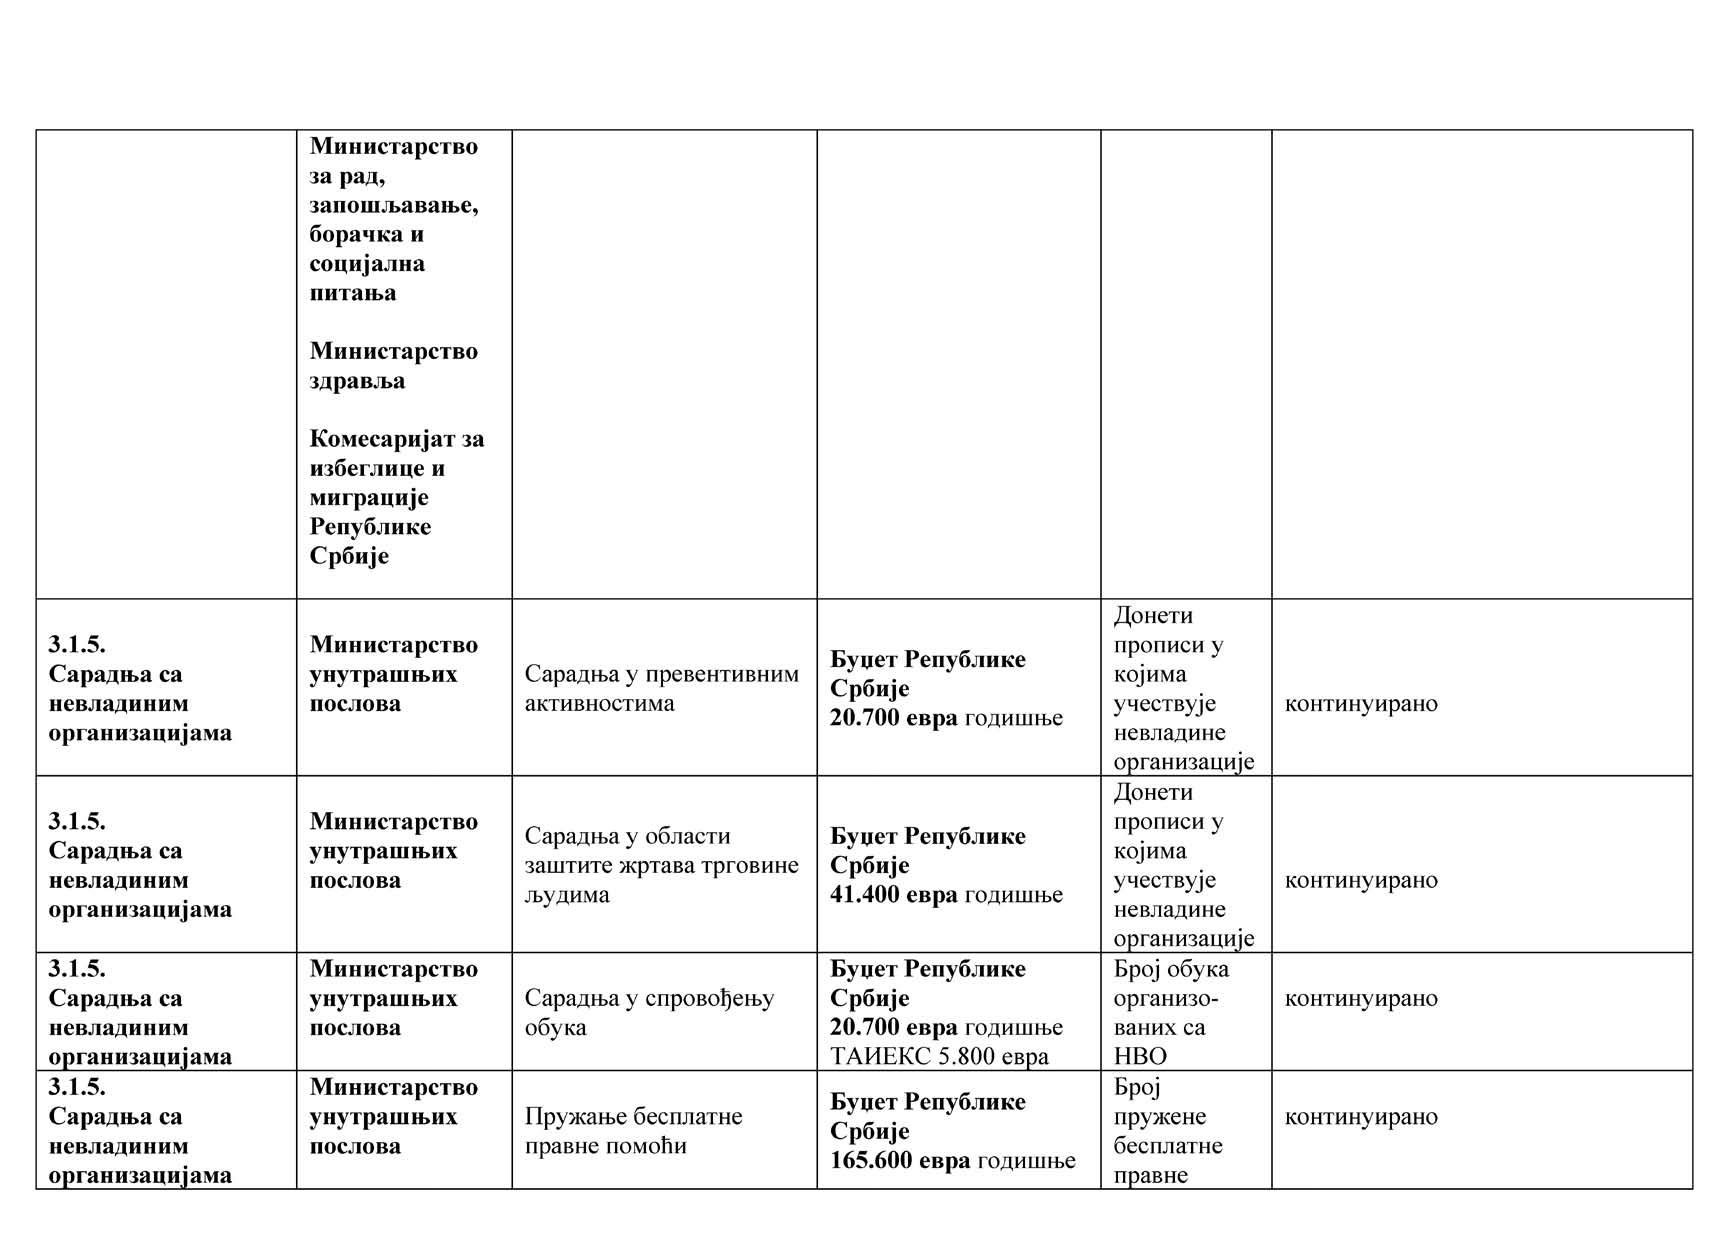 Министарство
за рад,
запошљавање,
борачка и
социјална
питања
Министарство
здравља
Комесаријат за
избеглице и
миграције
Републике
Србије
3.1.5.
Сарадња са
невладиним
организацијама
Министарство
унутрашњих
послова
Сарадња у превентивним
активностима
Буџет Републике
Србије
20.700 евра годишње
Донети
прописи у
којима
учествује
невладине
организације
континуирано
3.1.5.
Сарадња са
невладиним
организацијама
Министарство
унутрашњих
послова
Сарадња у области
заштите жртава трговине
људима
Буџет Републике
Србије
41.400 евра годишње
Донети
прописи у
којима
учествује
невладине
организације
континуирано
3.1.5.
Сарадња са
невладиним
организацијама
Министарство
унутрашњих
послова
Сарадња у спровођењу
обука
Буџет Републике
Србије
20.700 евра годишње
ТАИЕКС 5.800 евра
Број обука
организо-
ваних са
НВО
континуирано
3.1.5.
Сарадња са
невладиним
организацијама
Министарство
унутрашњих
послова
Пружање бесплатне
правне помоћи
Буџет Републике
Србије
165.600 евра годишње
Број
пружене
бесплатне
правне
континуирано